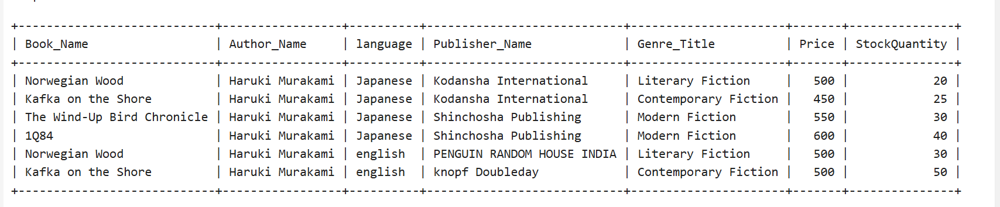 +----------------------------+-----------------+----------+----------------------------+----------------------+-------+---------------+
| Book_Name                  | Author_Name     | language | Publisher_Name             | Genre_Title          | Price | StockQuantity |
+----------------------------+-----------------+----------+----------------------------+----------------------+-------+---------------+
| Norwegian Wood             | Haruki Murakami | Japanese | Kodansha International     | Literary Fiction     |   500 |            20 |
| Kafka on the Shore         | Haruki Murakami | Japanese | Kodansha International     | Contemporary Fiction |   450 |            25 |
| The Wind-Up Bird Chronicle | Haruki Murakami | Japanese | Shinchosha Publishing      | Modern Fiction       |   550 |            30 |
| 1Q84                       | Haruki Murakami | Japanese | Shinchosha Publishing      | Modern Fiction       |   600 |            40 |
| Norwegian Wood             | Haruki Murakami | english  | PENGUIN RANDOM HOUSE INDIA | Literary Fiction     |   500 |            30 |
| Kafka on the Shore         | Haruki Murakami | english  | knopf Doubleday            | Contemporary Fiction |   500 |            50 |
+----------------------------+-----------------+----------+----------------------------+----------------------+-------+---------------+